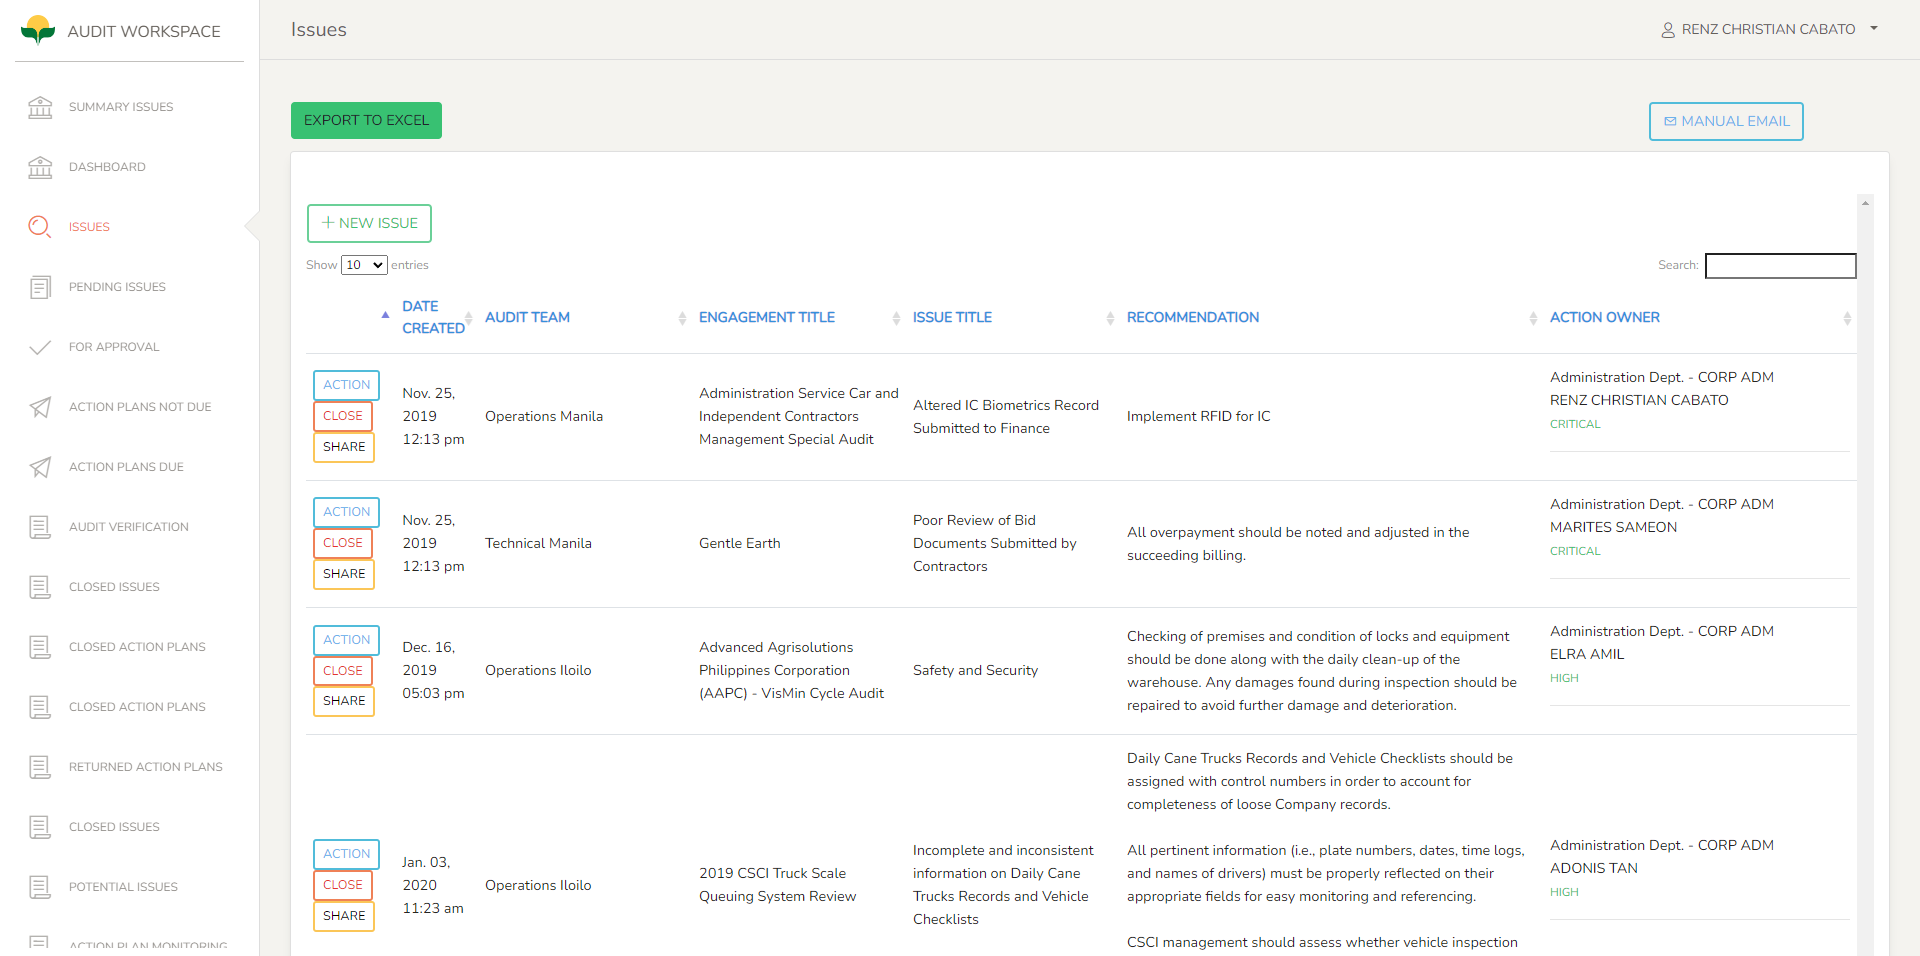 AUDIT WORKSPACE
SUMMARY ISSUES
DASHBOARD
ISSUES
PENDING ISSUES
FOR APPROVAL
ACTION PLANS NOT DUE
ACTION PLANS DUE
AUDIT VERIFICATION
CLOSED ISSUES
CLOSED ACTION PLANS
CLOSED ACTION PLANS
RETURNED ACTION PLANS
CLOSED ISSUES
POTENTIAL ISSUES
ACTION PLAN MONITORING
Issues
RENZ CHRISTIAN CABATO
EXPORT TO EXCEL
MANUAL EMAIL
+ NEW ISSUE
Show 10 entries
Search:
DATE
CREATED
AUDIT TEAM
ENGAGEMENT TITLE
ISSUE TITLE
RECOMMENDATION
ACTION OWNER
ACTION
CLOSE
SHARE
Nov. 25,
2019
12:13 pm
Operations Manila
Administration Service Car and
Independent Contractors
Management Special Audit
Altered IC Biometrics Record
Submitted to Finance
Implement RFID for IC
Administration Dept. - CORP ADM
RENZ CHRISTIAN CABATO
CRITICAL
ACTION
CLOSE
SHARE
Nov. 25,
2019
12:13 pm
Technical Manila
Gentle Earth
Poor Review of Bid
Documents Submitted by
Contractors
All overpayment should be noted and adjusted in the
succeeding billing.
Administration Dept. - CORP ADM
MARITES SAMEON
CRITICAL
ACTION
CLOSE
SHARE
Dec. 16,
2019
05:03 pm
Operations Iloilo
Advanced Agrisolutions
Philippines Corporation
(AAPC) - VisMin Cycle Audit
Safety and Security
Checking of premises and condition of locks and equipment
should be done along with the daily clean-up of the
warehouse. Any damages found during inspection should be
repaired to avoid further damage and deterioration.
Administration Dept. - CORP ADM
ELRA AMIL
HIGH
ACTION
CLOSE
SHARE
Jan. 03,
2020
11:23 am
Operations Iloilo
2019 CSCI Truck Scale
Queuing System Review
Incomplete and inconsistent
information on Daily Cane
Trucks Records and Vehicle
Checklists
Daily Cane Trucks Records and Vehicle Checklists should be
assigned with control numbers in order to account for
completeness of loose Company records.
All pertinent information (i.e., plate numbers, dates, time logs,
and names of drivers) must be properly reflected on their
appropriate fields for easy monitoring and referencing.
CSCI management should assess whether vehicle inspection
Administration Dept. - CORP ADM
ADONIS TAN
HIGH